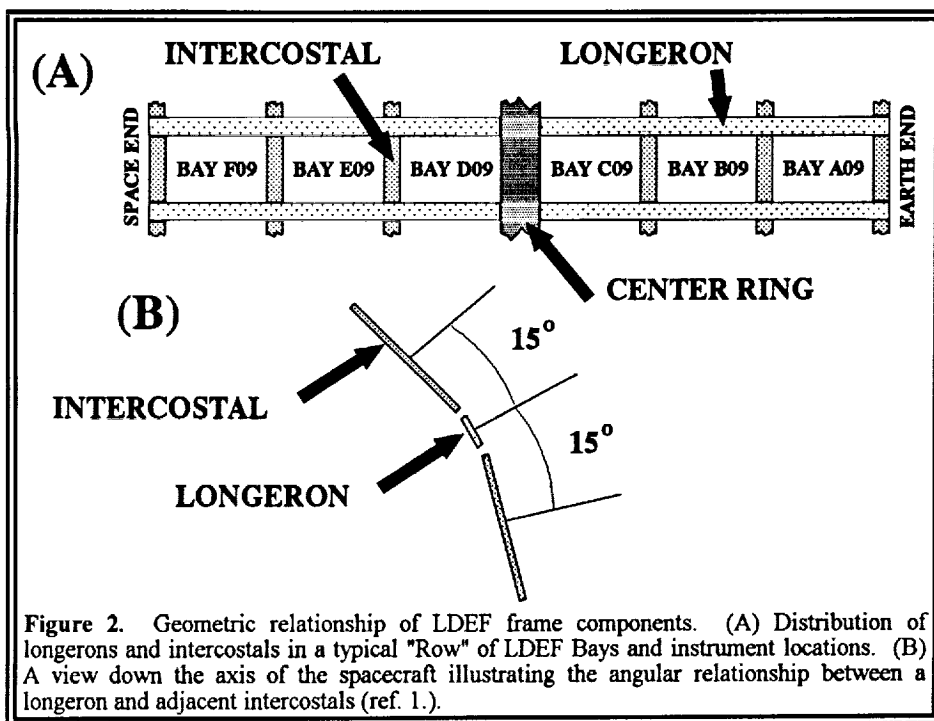 (A)
INTERCOSTAL
LONGERON
SPACE END
BAY F09
BAY E09
BAY D09
BAY C09
BAY B09
BAY A09
EARTH END
CENTER RING
(B)
15°
INTERCOSTAL
15°
LONGERON
Figure 2. Geometric relationship of LDEF frame components. (A) Distribution of
longerons and intercostals in a typical "Row" of LDEF Bays and instrument locations. (B)
A view down the axis of the spacecraft illustrating the angular relationship between a
longeron and adjacent intercostals (ref. 1.).